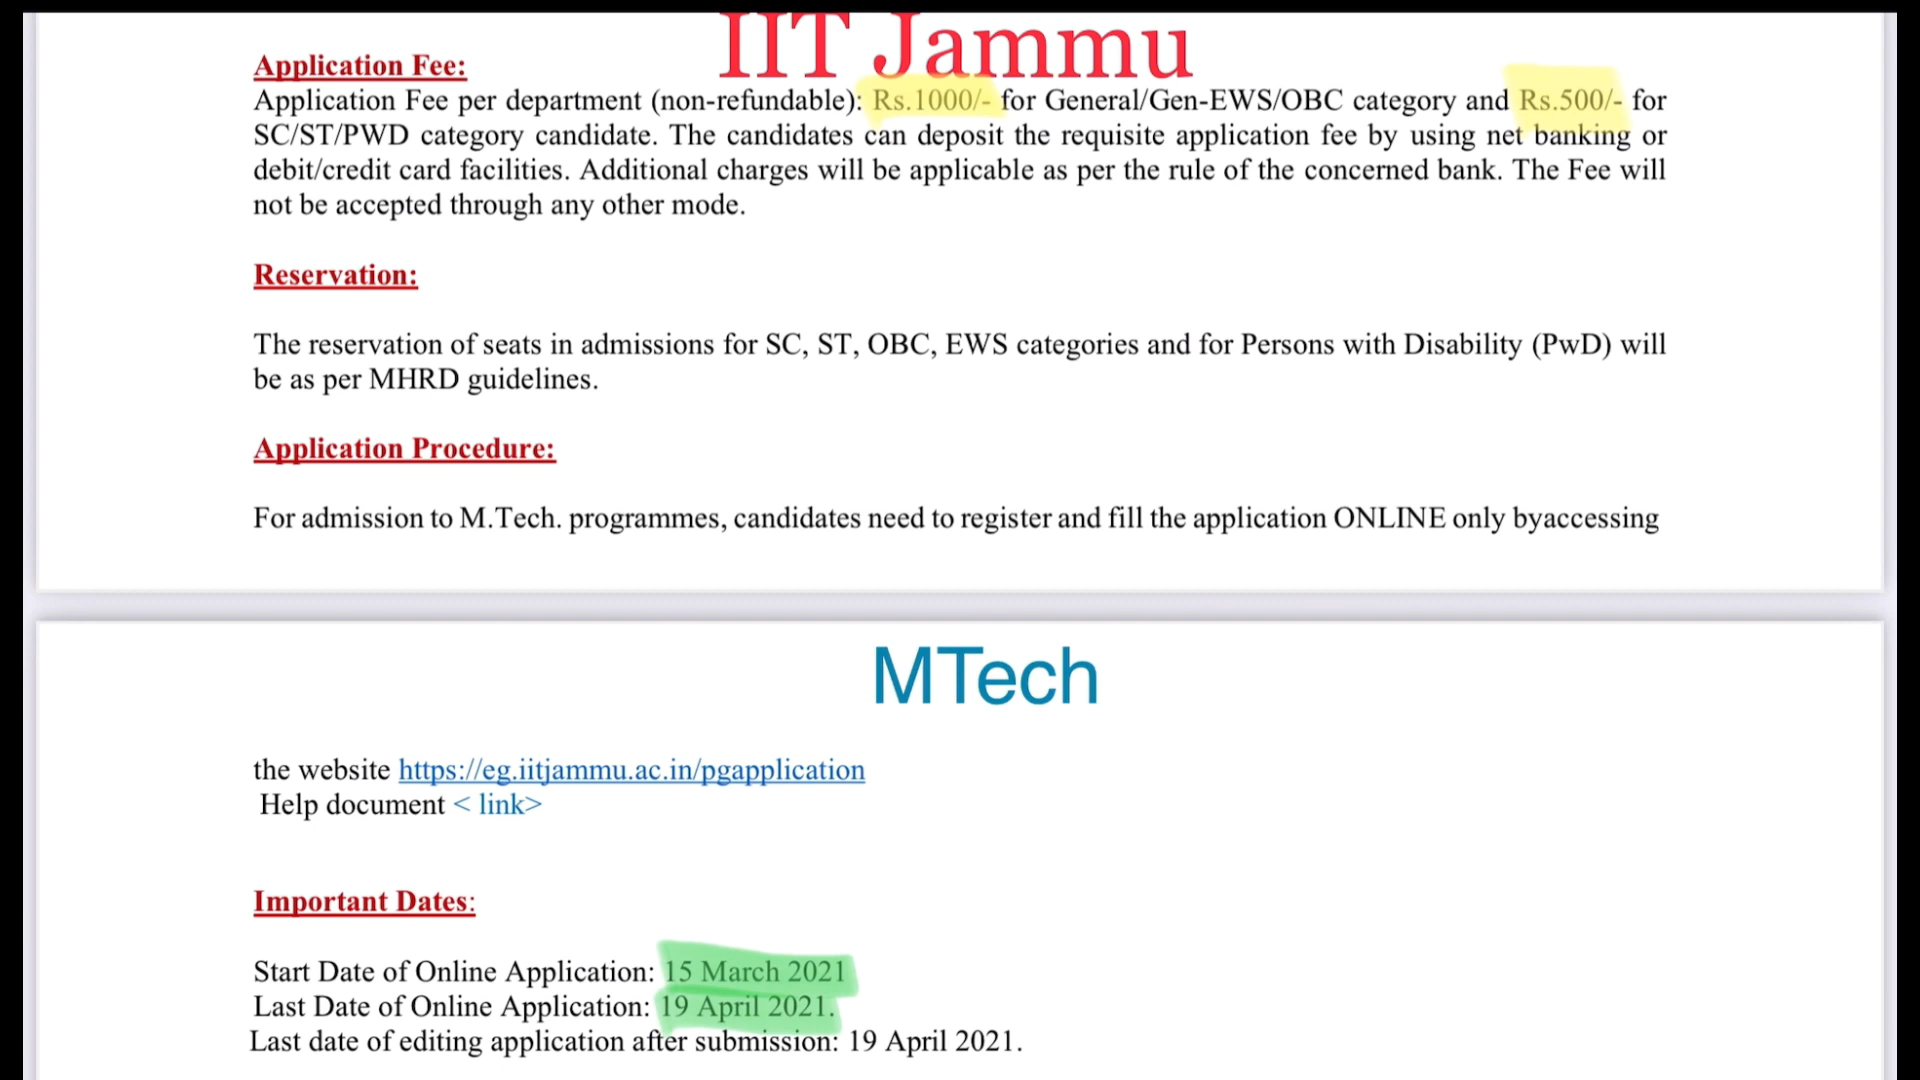 IIT Jammu
Application Fee:
Application Fee per department (non-refundable): Rs.1000/- for General/Gen-EWS/OBC category and Rs.500/- for
SC/ST/PWD category candidate. The candidates can deposit the requisite application fee by using net banking or
debit/credit card facilities. Additional charges will be applicable as per the rule of the concerned bank. The Fee will
not be accepted through any other mode.
Reservation:
The reservation of seats in admissions for SC, ST, OBC, EWS categories and for Persons with Disability (PwD) will
be as per MHRD guidelines.
Application Procedure:
For admission to M.Tech. programmes, candidates need to register and fill the application ONLINE only byaccessing
MTech
the website https://eg.iitjammu.ac.in/pgapplication
Help document < link>
Important Dates:
Start Date of Online Application: 15 March 2021
Last Date of Online Application: 19 April 2021.
Last date of editing application after submission: 19 April 2021.